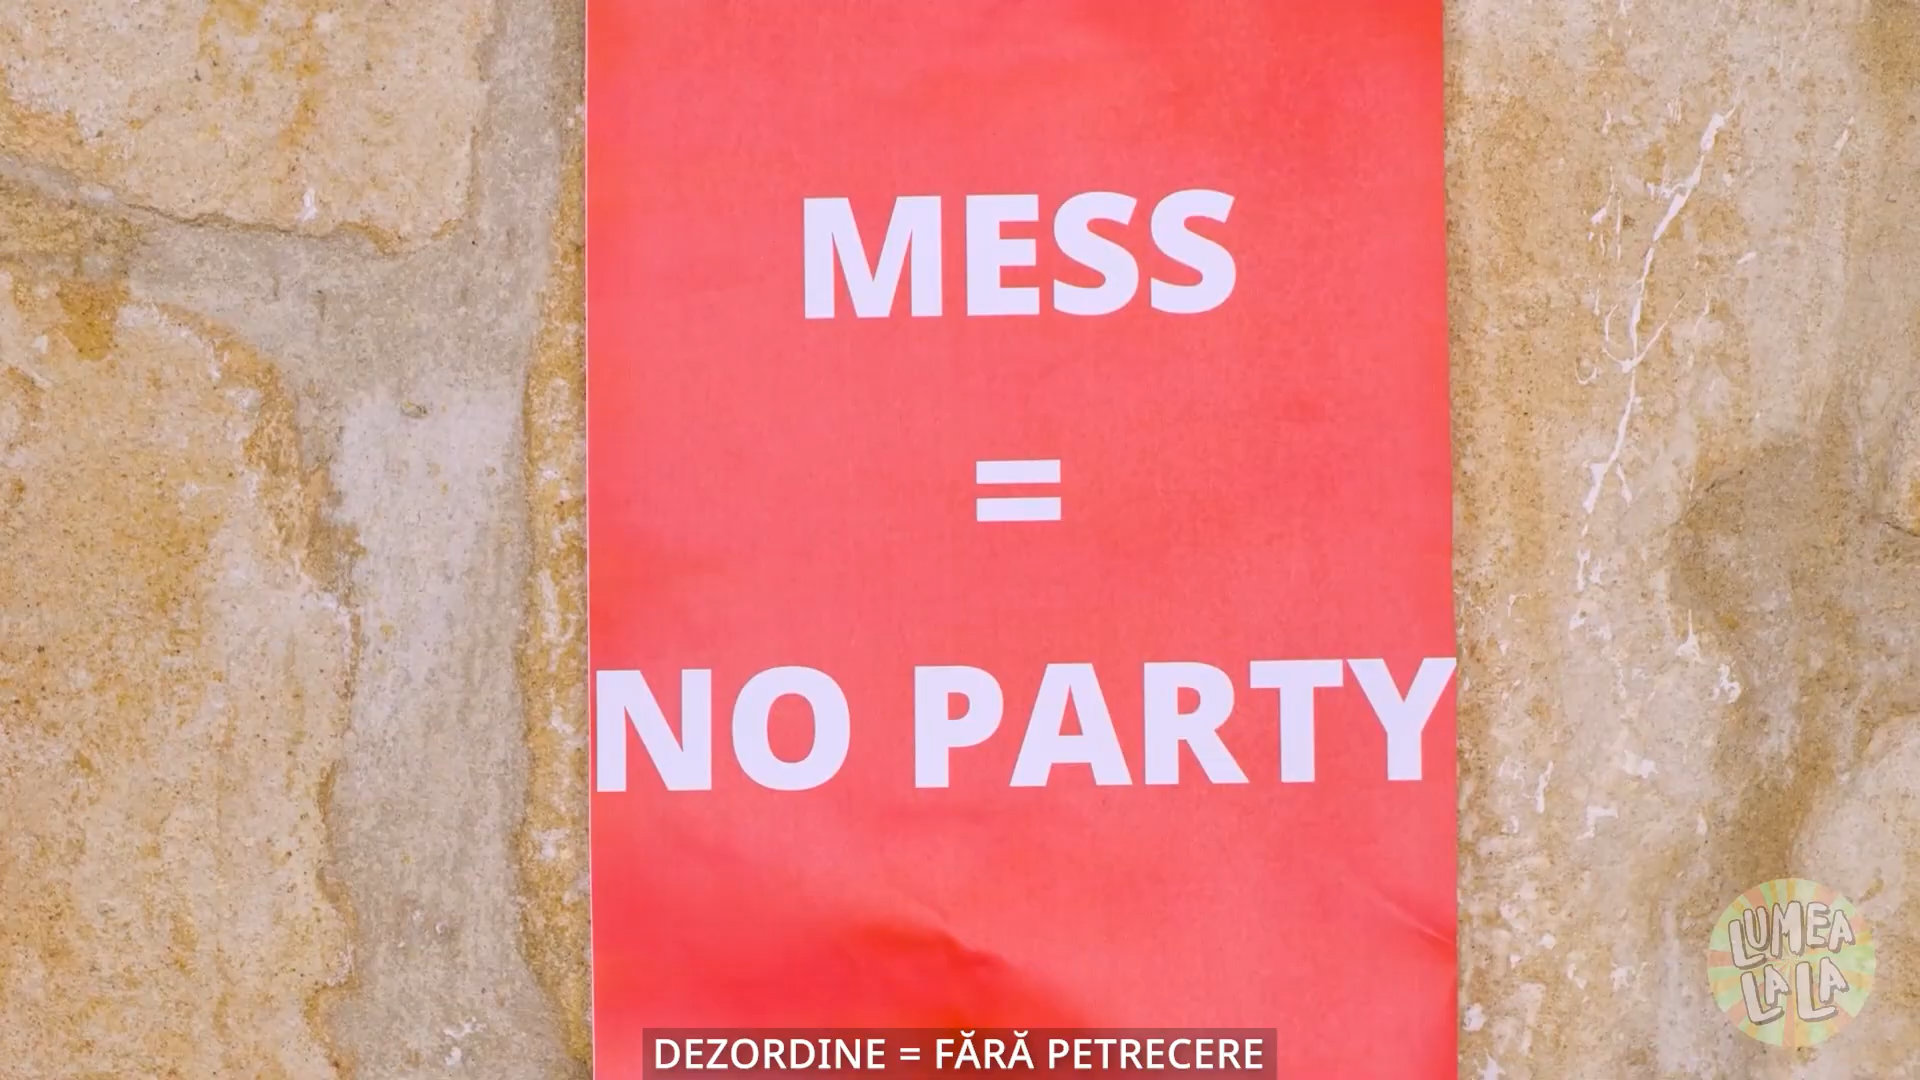 MESS
=
NO PARTY
LUMEA
LA LA
DEZORDINE = FĂRĂ PETRECERE